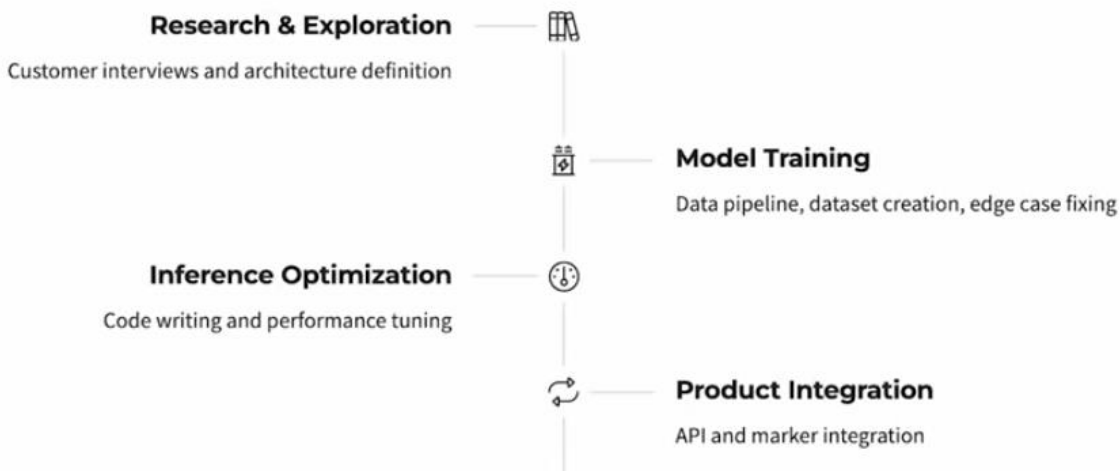 Research & Exploration
Customer interviews and architecture definition
Model Training
Data pipeline, dataset creation, edge case fixing
Inference Optimization
Code writing and performance tuning
Product Integration
API and marker integration